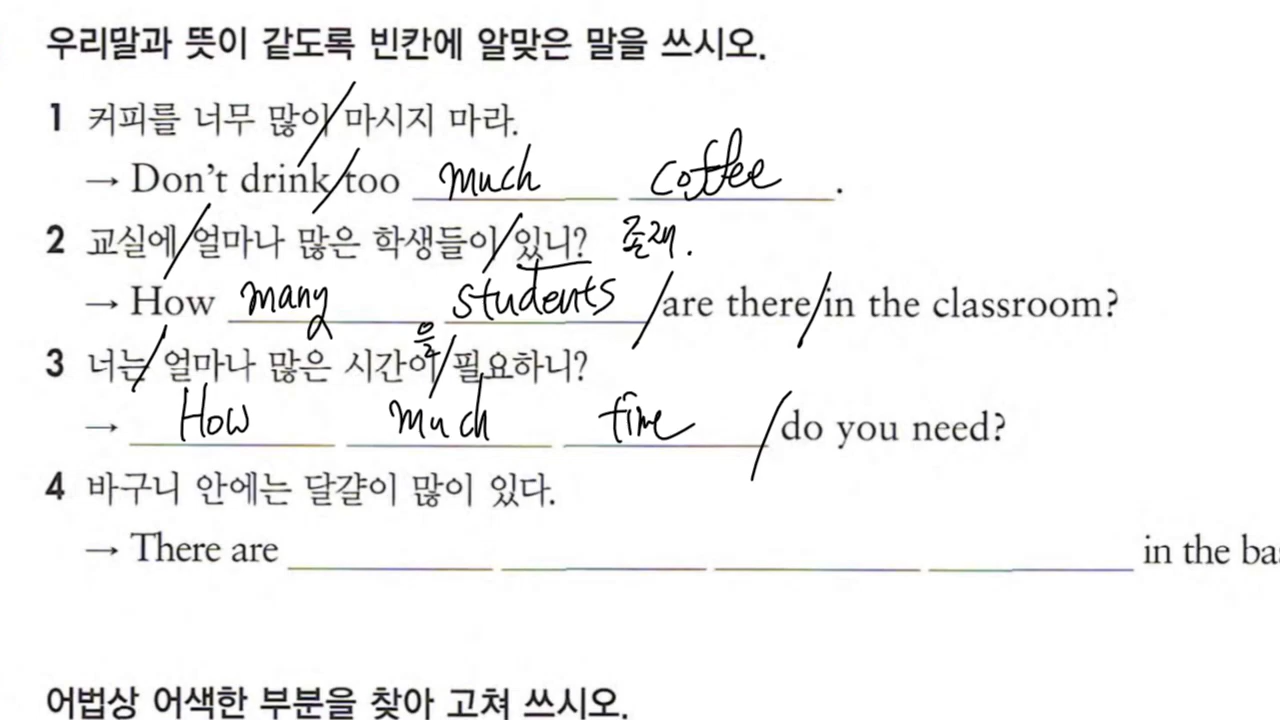 우리말과 뜻이 같도록 빈칸에 알맞은 말을 쓰시오.
1 커피를 너무 많이/마시지 마라.
→ Don't drink/too much coffee.
2 교실에/얼마나 많은 학생들이/있니? 존재.
→ How many students/are there/in the classroom?
을
3 너는/얼마나 많은 시간이/필요하니?
→ How much time/do you need?
4 바구니 안에는 달걀이 많이 있다.
→ There are ____ ____ ____ ____ in the ba
어법상 어색한 부분을 찾아 고쳐 쓰시오.